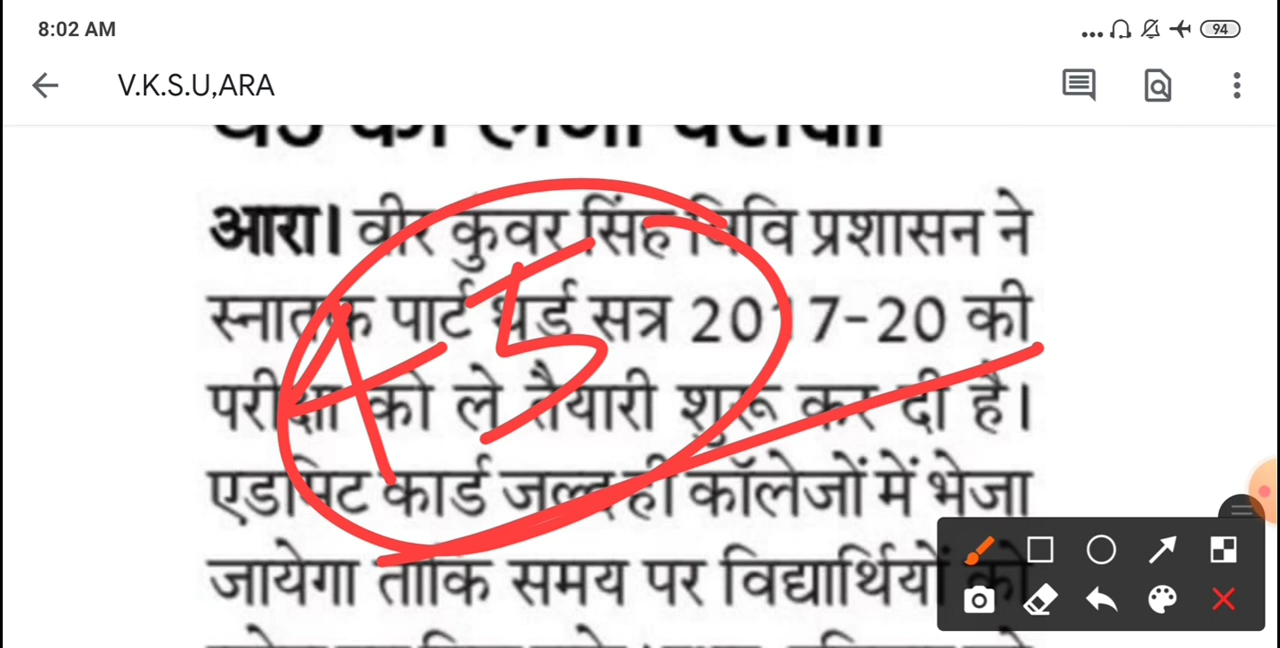 8:02 AM
94
V.K.S.U,ARA
आरा। वीर कुंवर सिंह विवि प्रशासन ने
स्नातक पार्ट थर्ड सत्र 2017-20 की
परीक्षा को ले तैयारी शुरू कर दी है।
एडमिट कार्ड जल्द ही कॉलेजों में भेजा
जायेगा ताकि समय पर विद्यार्थियों को